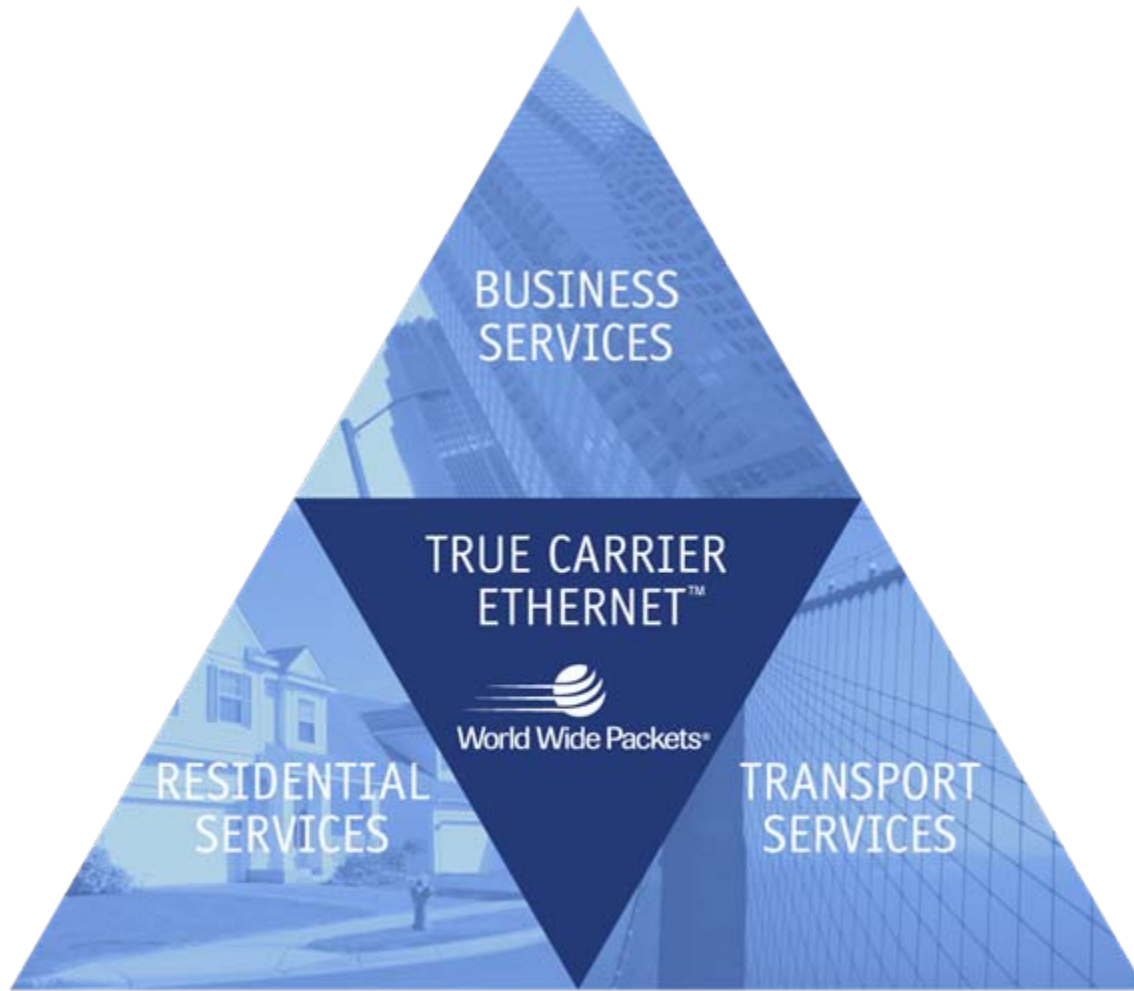 BUSINESS
SERVICES
TRUE CARRIER
ETHERNET™
World Wide Packets®
RESIDENTIAL
SERVICES
TRANSPORT
SERVICES